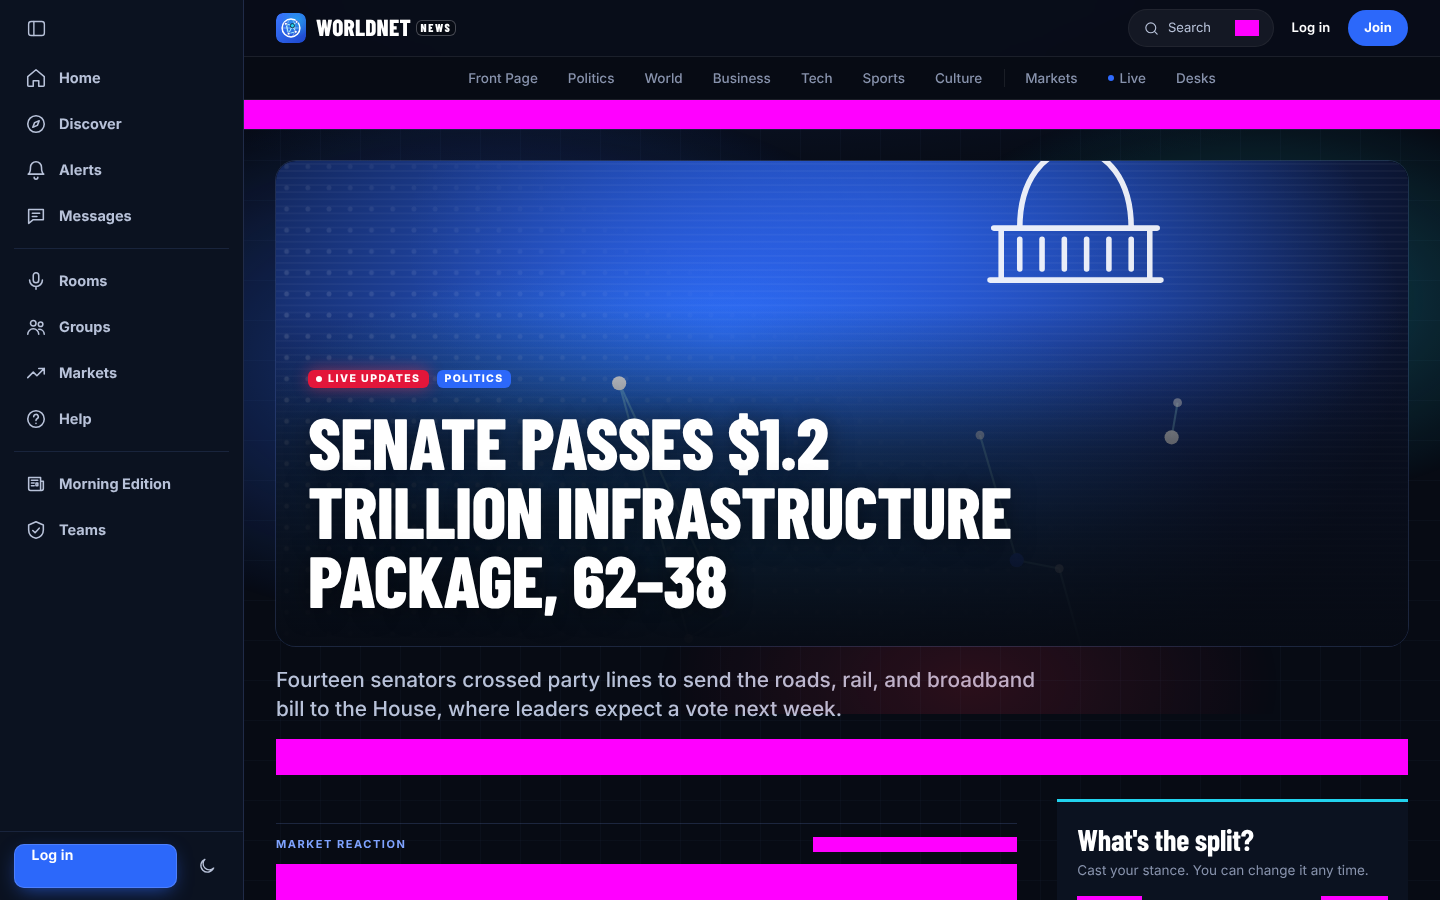 WORLDNET NEWS
Search
Log in
Join
Home
Discover
Alerts
Messages
Rooms
Groups
Markets
Help
Morning Edition
Teams
Log in
Front Page
Politics
World
Business
Tech
Sports
Culture
Markets
Live
Desks
LIVE UPDATES
POLITICS
SENATE PASSES $1.2
TRILLION INFRASTRUCTURE
PACKAGE, 62–38
Fourteen senators crossed party lines to send the roads, rail, and broadband
bill to the House, where leaders expect a vote next week.
MARKET REACTION
What's the split?
Cast your stance. You can change it any time.